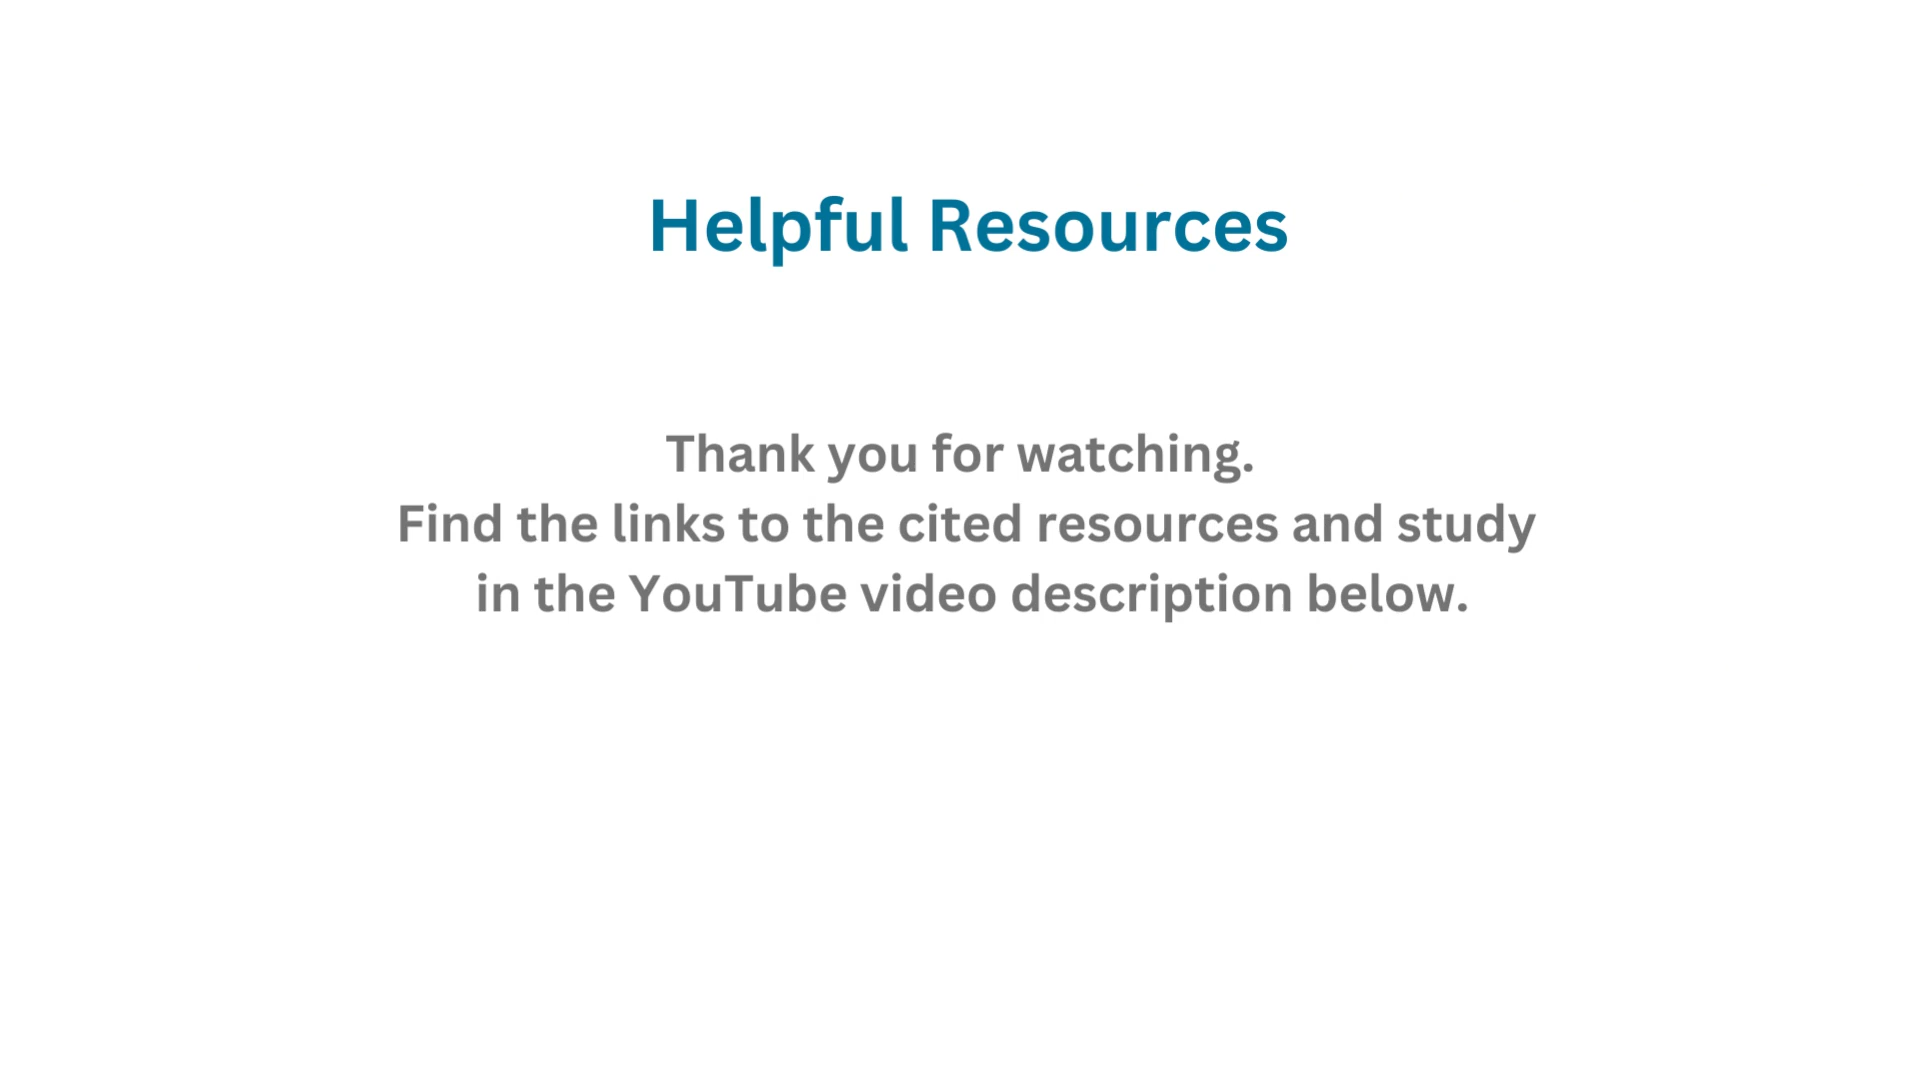 Helpful Resources
Thank you for watching.
Find the links to the cited resources and study
in the YouTube video description below.